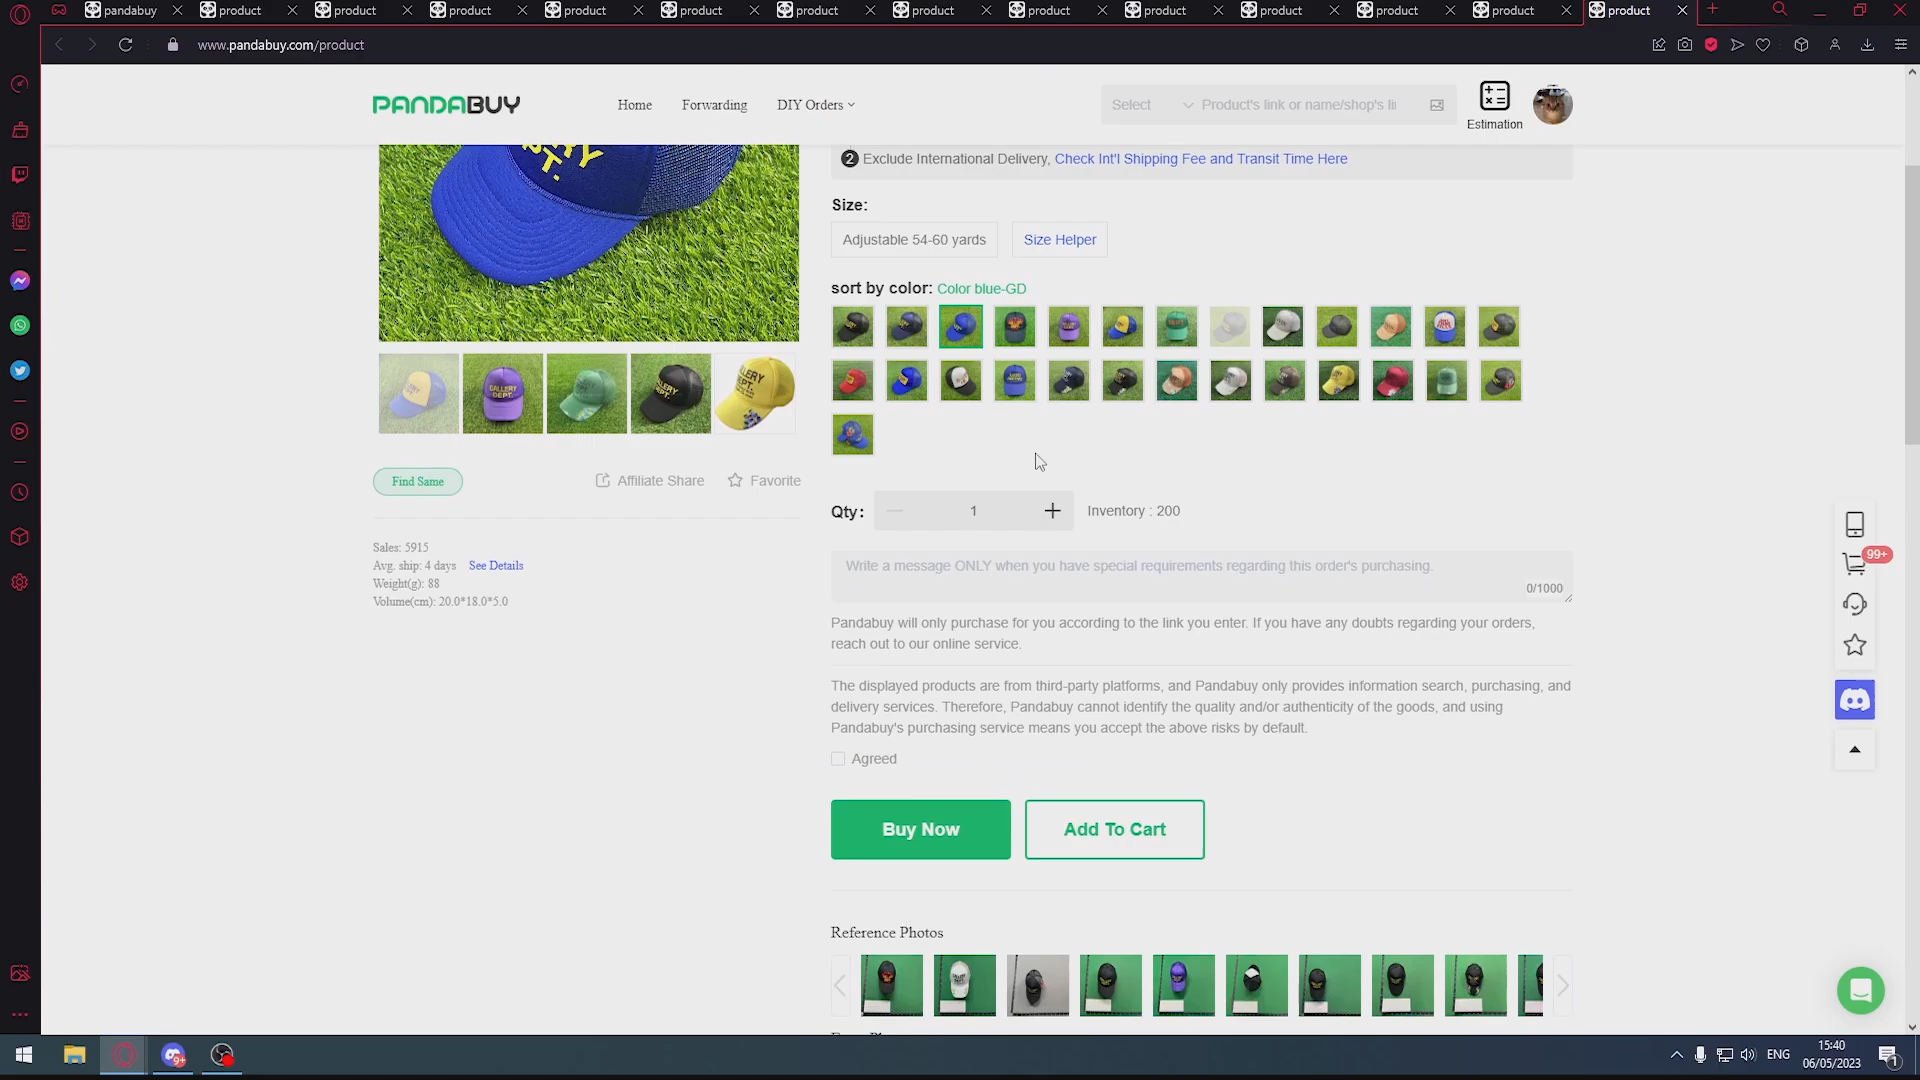 pandabuy
product
product
product
product
product
product
product
product
product
product
product
product
product
www.pandabuy.com/product
PANDABUY
Home
Forwarding
DIY Orders
Select
Product's link or name/shop's li
Estimation
2 Exclude International Delivery, Check Int'l Shipping Fee and Transit Time Here
Size:
Adjustable 54-60 yards
Size Helper
sort by color: Color blue-GD
GALLERY
DEPT.
Find Same
Affiliate Share
Favorite
Qty:
1
Inventory : 200
Sales: 5915
Avg. ship: 4 days See Details
Weight(g): 88
Volume(cm): 20.0*18.0*5.0
Write a message ONLY when you have special requirements regarding this order's purchasing.
0/1000
99+
Pandabuy will only purchase for you according to the link you enter. If you have any doubts regarding your orders,
reach out to our online service.
The displayed products are from third-party platforms, and Pandabuy only provides information search, purchasing, and
delivery services. Therefore, Pandabuy cannot identify the quality and/or authenticity of the goods, and using
Pandabuy's purchasing service means you accept the above risks by default.
Agreed
Buy Now
Add To Cart
Reference Photos
9+
ENG
15:40
06/05/2023
1